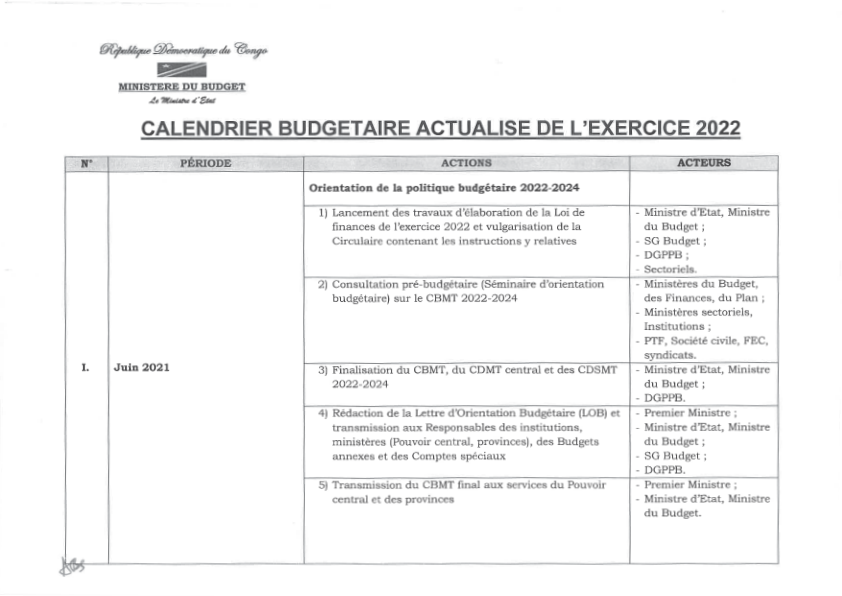 République Démocratique du Congo
MINISTERE DU BUDGET
Le Ministre d'Etat
CALENDRIER BUDGETAIRE ACTUALISE DE L'EXERCICE 2022
N° PÉRIODE ACTIONS ACTEURS
Orientation de la politique budgétaire 2022-2024
1) Lancement des travaux d'élaboration de la Loi de
finances de l'exercice 2022 et vulgarisation de la
Circulaire contenant les instructions y relatives
- Ministre d'Etat, Ministre
du Budget ;
- SG Budget ;
- DGPPB ;
- Sectoriels.
2) Consultation pré-budgétaire (Séminaire d'orientation
budgétaire) sur le CBMT 2022-2024
- Ministères du Budget,
des Finances, du Plan ;
- Ministères sectoriels,
Institutions ;
- PTF, Société civile, FEC,
syndicats.
I. Juin 2021
3) Finalisation du CBMT, du CDMT central et des CDSMT
2022-2024
- Ministre d'Etat, Ministre
du Budget ;
- DGPPB.
4) Rédaction de la Lettre d'Orientation Budgétaire (LOB) et
transmission aux Responsables des institutions,
ministères (Pouvoir central, provinces), des Budgets
annexes et des Comptes spéciaux
- Premier Ministre ;
- Ministre d'Etat, Ministre
du Budget ;
- SG Budget ;
- DGPPB.
5) Transmission du CBMT final aux services du Pouvoir
central et des provinces
- Premier Ministre ;
- Ministre d'Etat, Ministre
du Budget.